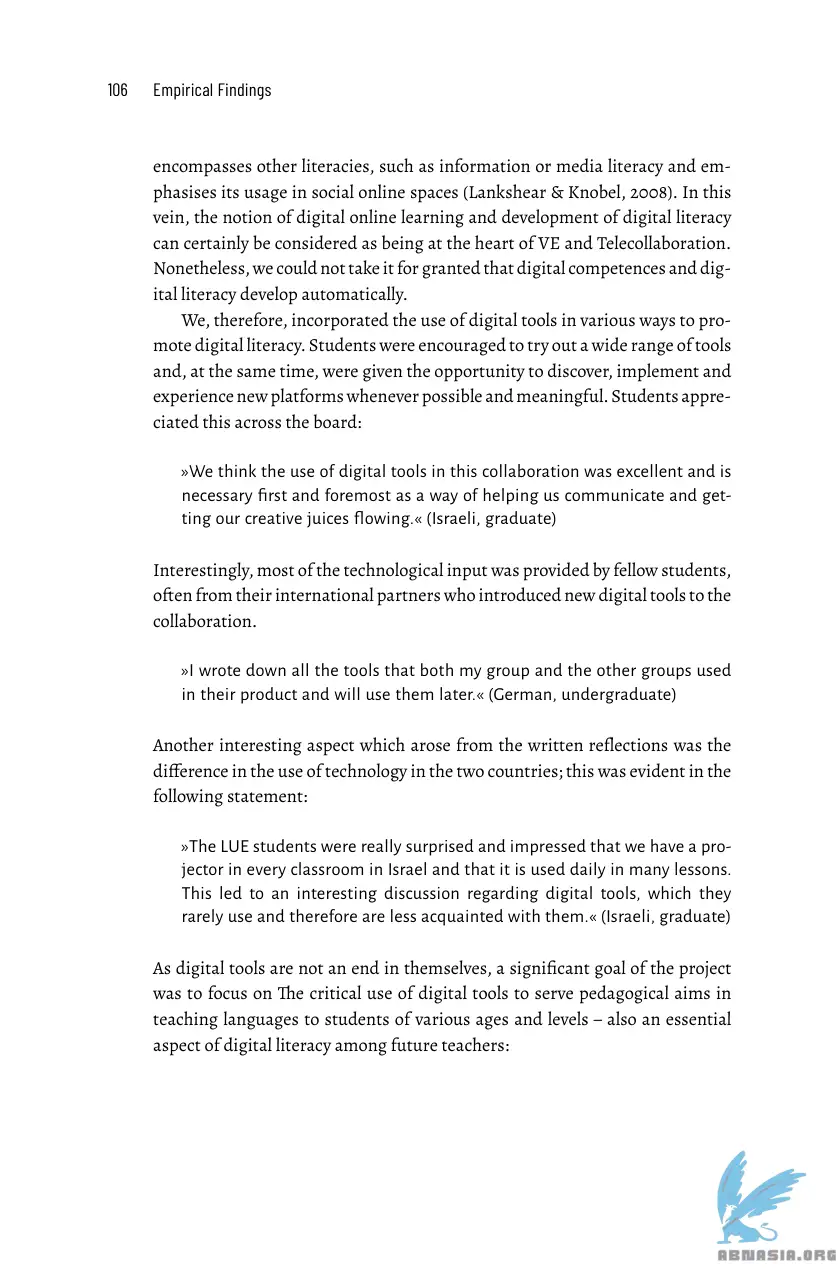 106 Empirical Findings
encompasses other literacies, such as information or media literacy and em-
phasises its usage in social online spaces (Lankshear & Knobel, 2008). In this
vein, the notion of digital online learning and development of digital literacy
can certainly be considered as being at the heart of VE and Telecollaboration.
Nonetheless, we could not take it for granted that digital competences and dig-
ital literacy develop automatically.
We, therefore, incorporated the use of digital tools in various ways to pro-
mote digital literacy. Students were encouraged to try out a wide range of tools
and, at the same time, were given the opportunity to discover, implement and
experience new platforms whenever possible and meaningful. Students appre-
ciated this across the board:
»We think the use of digital tools in this collaboration was excellent and is
necessary first and foremost as a way of helping us communicate and get-
ting our creative juices flowing.« (Israeli, graduate)
Interestingly, most of the technological input was provided by fellow students,
often from their international partners who introduced new digital tools to the
collaboration.
»I wrote down all the tools that both my group and the other groups used
in their product and will use them later.« (German, undergraduate)
Another interesting aspect which arose from the written reflections was the
difference in the use of technology in the two countries; this was evident in the
following statement:
»The LUE students were really surprised and impressed that we have a pro-
jector in every classroom in Israel and that it is used daily in many lessons.
This led to an interesting discussion regarding digital tools, which they
rarely use and therefore are less acquainted with them.« (Israeli, graduate)
As digital tools are not an end in themselves, a significant goal of the project
was to focus on The critical use of digital tools to serve pedagogical aims in
teaching languages to students of various ages and levels – also an essential
aspect of digital literacy among future teachers:
ABNASIA.ORG